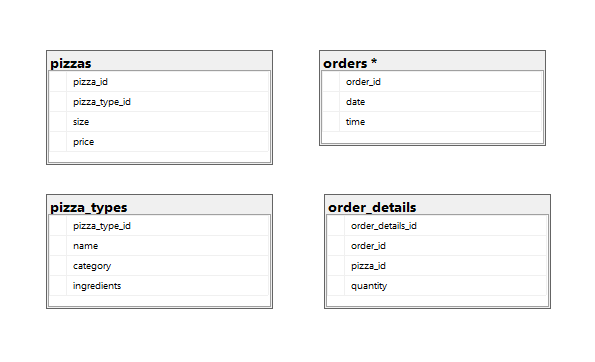 pizzas
pizza_id
pizza_type_id
size
price
orders *
order_id
date
time
pizza_types
pizza_type_id
name
category
ingredients
order_details
order_details_id
order_id
pizza_id
quantity